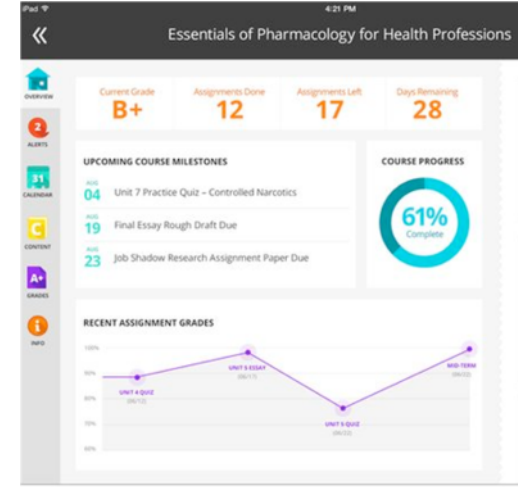 iPad
4:21 PM
Essentials of Pharmacology for Health Professions
OVERVIEW
2
ALERTS
31
CALENDAR
C
CONTENT
A+
GRADES
i
INFO
Current Grade
B+
Assignments Done
12
Assignments Left
17
Days Remaining
28
UPCOMING COURSE MILESTONES
AUG
04
Unit 7 Practice Quiz – Controlled Narcotics
AUG
19
Final Essay Rough Draft Due
AUG
23
Job Shadow Research Assignment Paper Due
COURSE PROGRESS
61%
Complete
RECENT ASSIGNMENT GRADES
100%
90%
80%
70%
60%
UNIT 4 QUIZ
(06/12)
UNIT 5 ESSAY
(06/17)
UNIT 5 QUIZ
MID-TERM